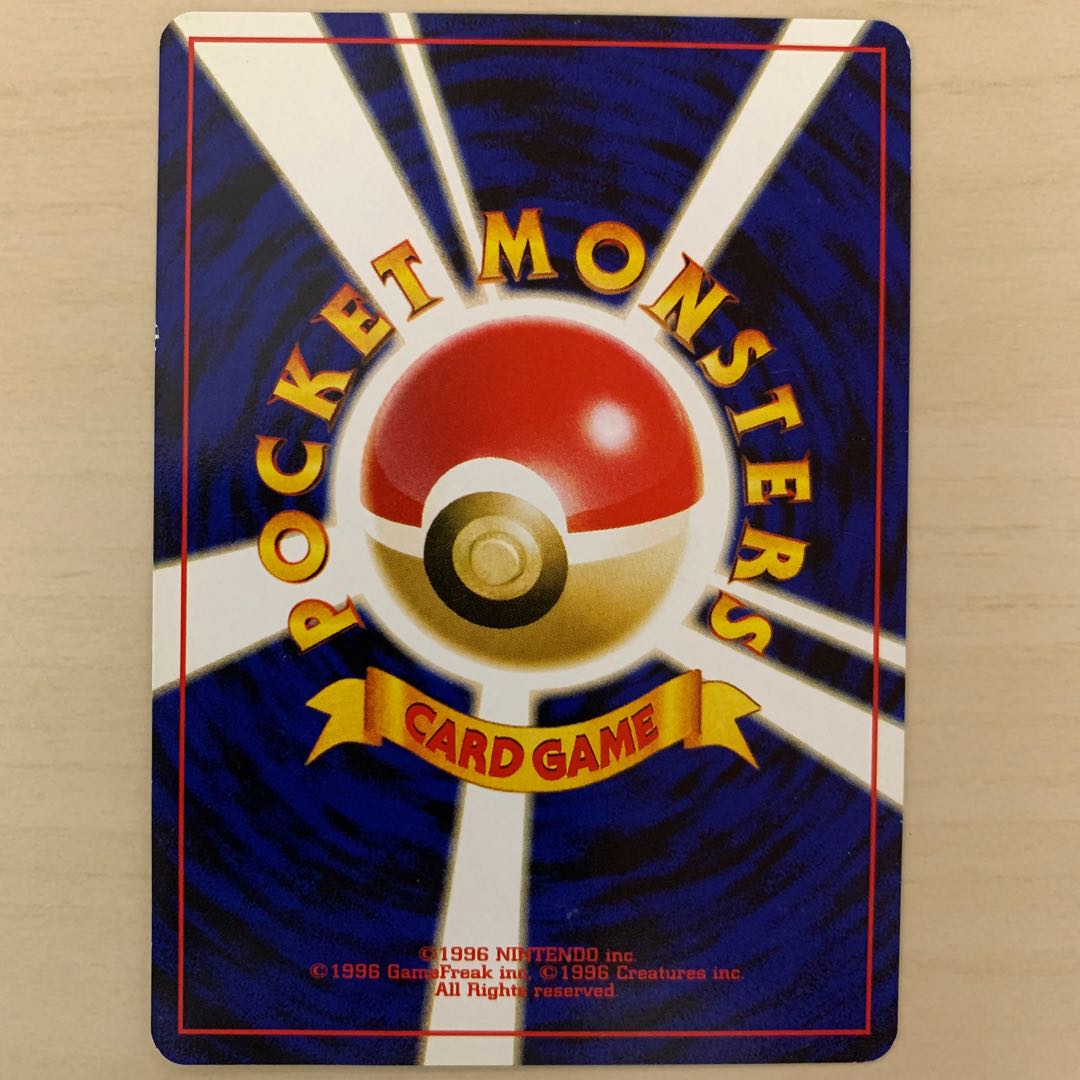 POCKET MONSTERS
CARD GAME
©1996 NINTENDO inc.
©1996 GameFreak inc. ©1996 Creatures inc.
All Rights reserved.